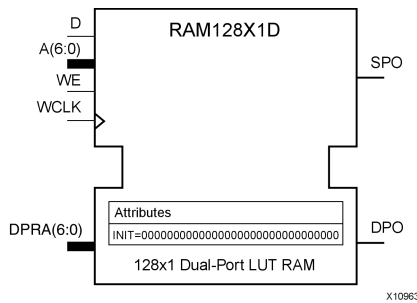 D
RAM128X1D
A(6:0)
SPO
WE
WCLK
DPRA(6:0)
Attributes
INIT=00000000000000000000000000000000
DPO
128x1 Dual-Port LUT RAM
X10963